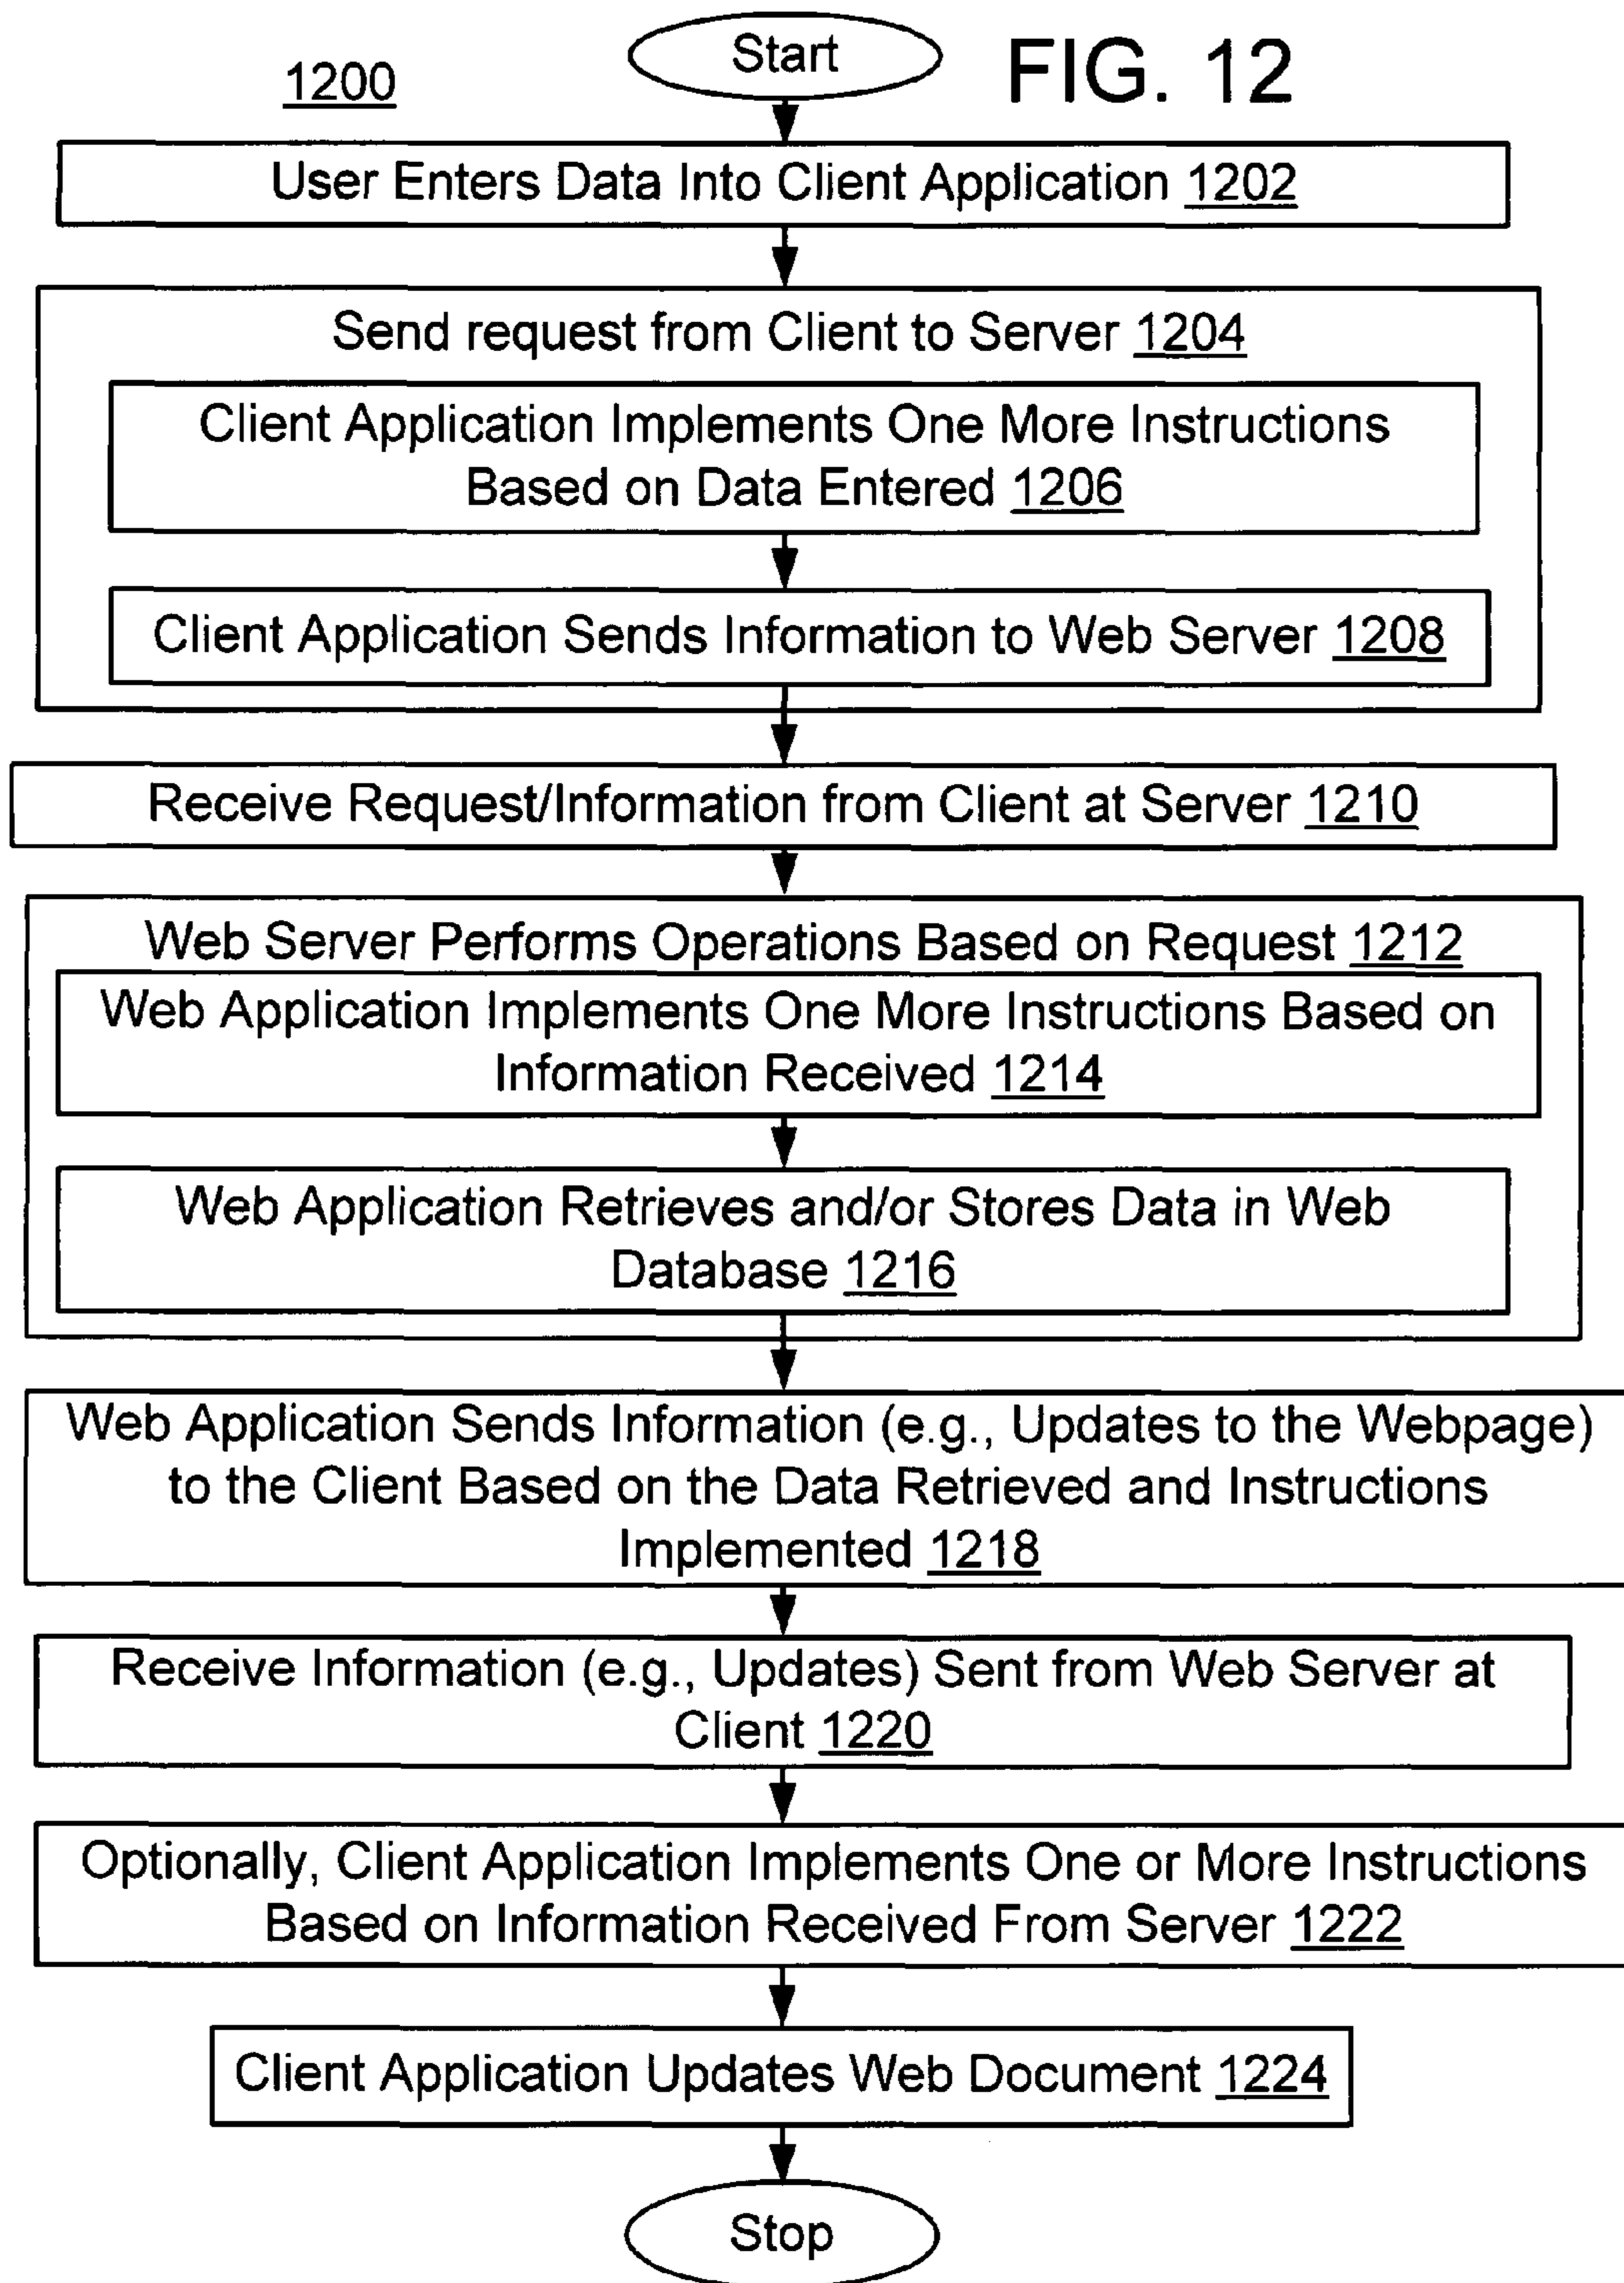 Start
FIG. 12
1200
User Enters Data Into Client Application 1202
Send request from Client to Server 1204
Client Application Implements One More Instructions
Based on Data Entered 1206
Client Application Sends Information to Web Server 1208
Receive Request/Information from Client at Server 1210
Web Server Performs Operations Based on Request 1212
Web Application Implements One More Instructions Based on
Information Received 1214
Web Application Retrieves and/or Stores Data in Web
Database 1216
Web Application Sends Information (e.g., Updates to the Webpage)
to the Client Based on the Data Retrieved and Instructions
Implemented 1218
Receive Information (e.g., Updates) Sent from Web Server at
Client 1220
Optionally, Client Application Implements One or More Instructions
Based on Information Received From Server 1222
Client Application Updates Web Document 1224
Stop